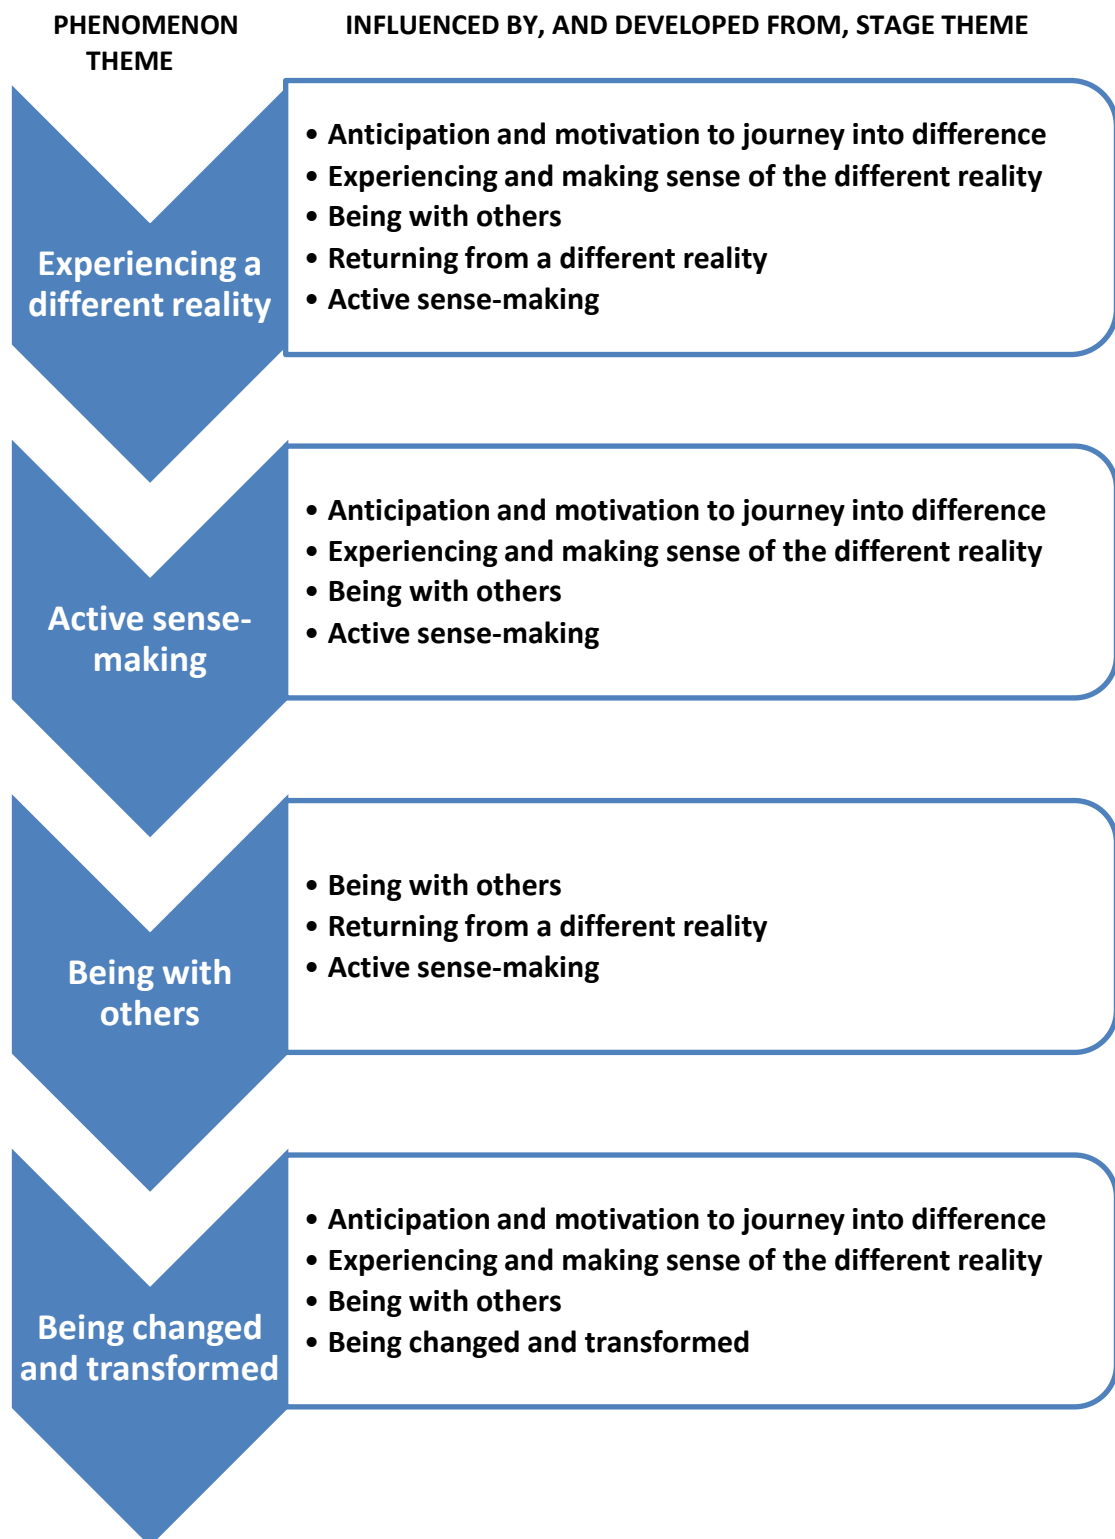 PHENOMENON
THEME
INFLUENCED BY, AND DEVELOPED FROM, STAGE THEME
Experiencing a
different reality
• Anticipation and motivation to journey into difference
• Experiencing and making sense of the different reality
• Being with others
• Returning from a different reality
• Active sense-making
Active sense-
making
• Anticipation and motivation to journey into difference
• Experiencing and making sense of the different reality
• Being with others
• Active sense-making
Being with
others
• Being with others
• Returning from a different reality
• Active sense-making
Being changed
and transformed
• Anticipation and motivation to journey into difference
• Experiencing and making sense of the different reality
• Being with others
• Being changed and transformed